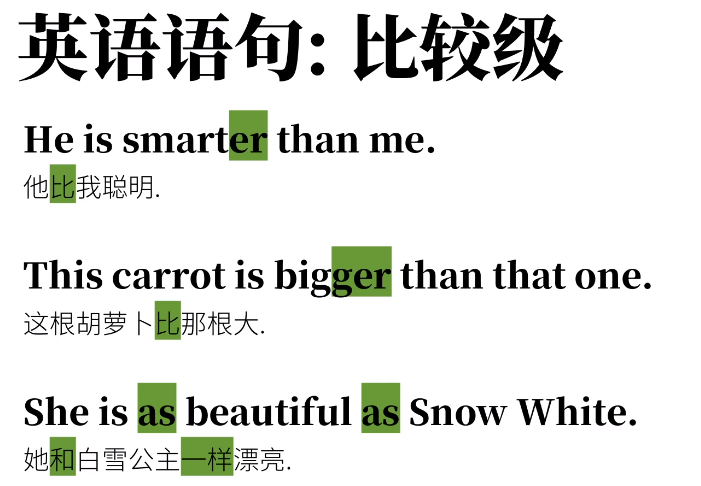 英语语句: 比较级
He is smarter than me.
他比我聪明.
This carrot is bigger than that one.
这根胡萝卜比那根大.
She is as beautiful as Snow White.
她和白雪公主一样漂亮.